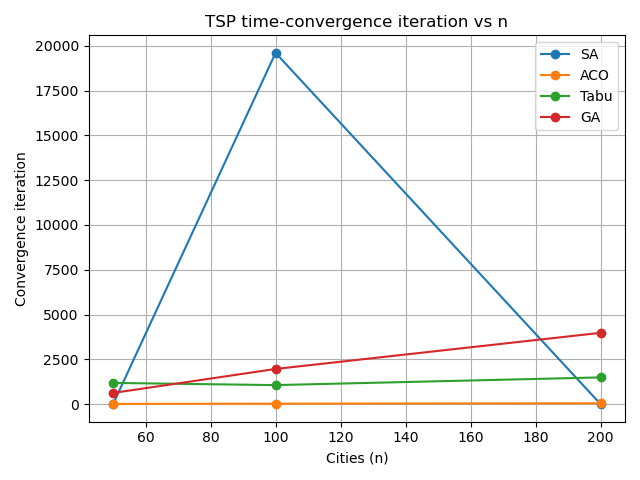 TSP time-convergence iteration vs n
SA
ACO
Tabu
GA
Convergence iteration
20000
17500
15000
12500
10000
7500
5000
2500
0
60 80 100 120 140 160 180 200
Cities (n)